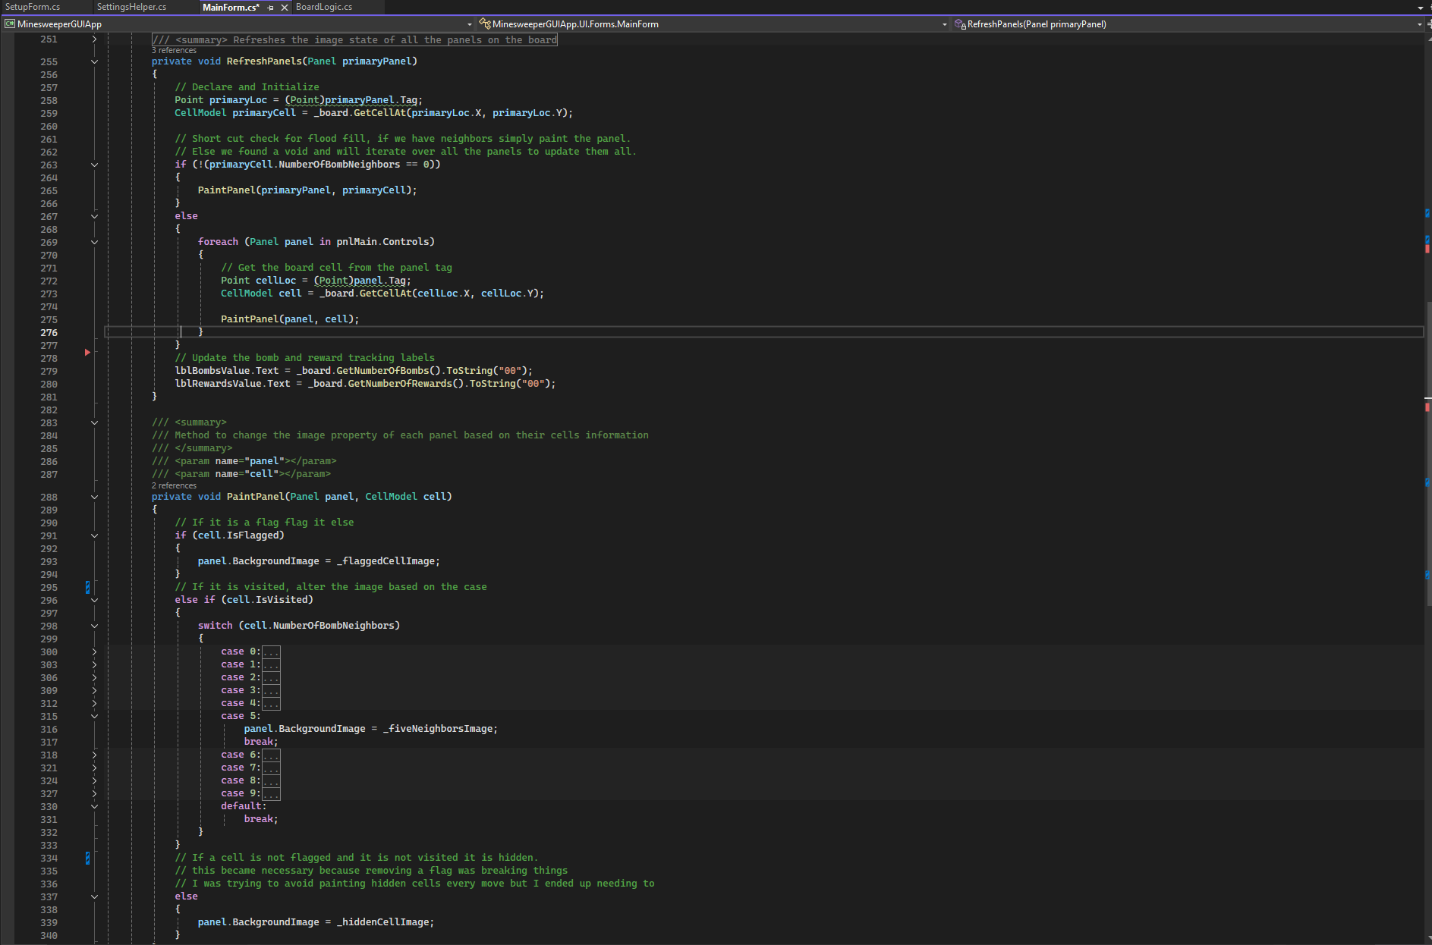 SetupForm.cs SettingsHelper.cs MainForm.cs* BoardLogic.cs
MinesweeperGUIApp MinesweeperGUIApp.UI.Forms.MainForm RefreshPanels(Panel primaryPanel)
251 /// <summary> Refreshes the image state of all the panels on the board
3 references
255 private void RefreshPanels(Panel primaryPanel)
256 {
257 // Declare and Initialize
258 Point primaryLoc = (Point)primaryPanel.Tag;
259 CellModel primaryCell = _board.GetCellAt(primaryLoc.X, primaryLoc.Y);
260
261 // Short cut check for flood fill, if we have neighbors simply paint the panel.
262 // Else we found a void and will iterate over all the panels to update them all.
263 if (!(primaryCell.NumberOfBombNeighbors == 0))
264 {
265 PaintPanel(primaryPanel, primaryCell);
266 }
267 else
268 {
269 foreach (Panel panel in pnlMain.Controls)
270 {
271 // Get the board cell from the panel tag
272 Point cellLoc = (Point)panel.Tag;
273 CellModel cell = _board.GetCellAt(cellLoc.X, cellLoc.Y);
274
275 PaintPanel(panel, cell);
276 }
277 }
278 // Update the bomb and reward tracking labels
279 lblBombsValue.Text = _board.GetNumberOfBombs().ToString("00");
280 lblRewardsValue.Text = _board.GetNumberOfRewards().ToString("00");
281 }
282
283 /// <summary>
284 /// Method to change the image property of each panel based on their cells information
285 /// </summary>
286 /// <param name="panel"></param>
287 /// <param name="cell"></param>
2 references
288 private void PaintPanel(Panel panel, CellModel cell)
289 {
290 // If it is a flag flag it else
291 if (cell.IsFlagged)
292 {
293 panel.BackgroundImage = _flaggedCellImage;
294 }
295 // If it is visited, alter the image based on the case
296 else if (cell.IsVisited)
297 {
298 switch (cell.NumberOfBombNeighbors)
299 {
300 case 0:...
303 case 1:...
306 case 2:...
309 case 3:...
312 case 4:...
315 case 5:
316 panel.BackgroundImage = _fiveNeighborsImage;
317 break;
318 case 6:...
321 case 7:...
324 case 8:...
327 case 9:...
330 default:
331 break;
332 }
333 }
334 // If a cell is not flagged and it is not visited it is hidden.
335 // this became necessary because removing a flag was breaking things
336 // I was trying to avoid painting hidden cells every move but I ended up needing to
337 else
338 {
339 panel.BackgroundImage = _hiddenCellImage;
340 }